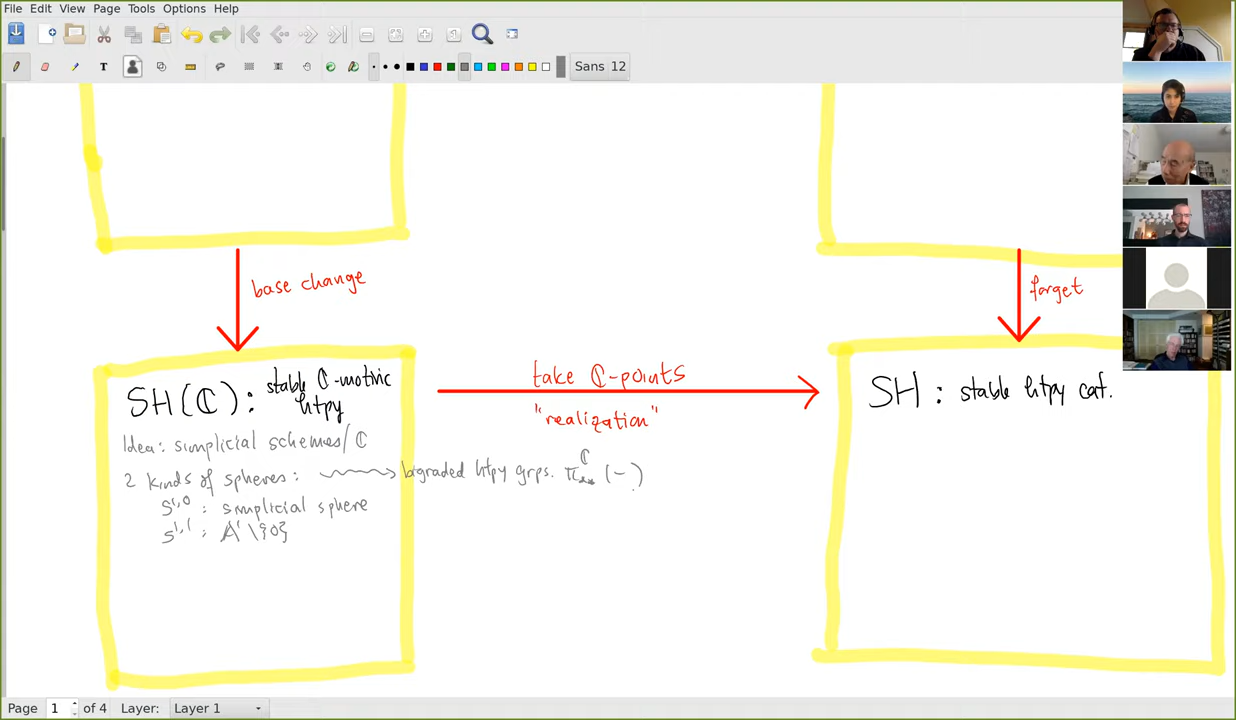 File Edit View Page Tools Options Help
Sans 12
base change
forget
SH(ℂ): stable ℂ-motivic htpy
take ℂ-points
"realization"
SH : stable htpy cat.
Idea: simplicial schemes/ℂ
2 kinds of spheres: bigraded htpy grps. π^ℂ_{**}(-)
S^{1,0} : simplicial sphere
S^{1,1} : A^1\{0}
Page 1 of 4 Layer: Layer 1